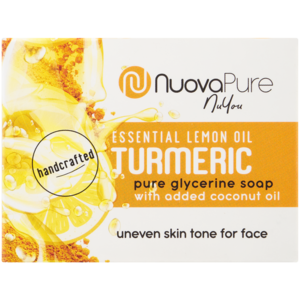 NuovaPure
NuYou
ESSENTIAL LEMON OIL
TURMERIC
handcrafted
pure glycerine soap
with added coconut oil
uneven skin tone for face